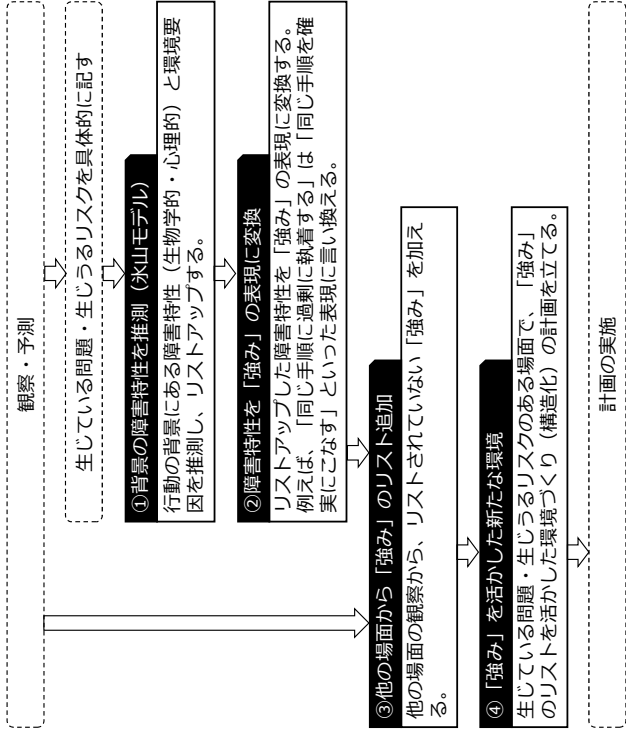 観察・予測
生じている問題・生じうるリスクを具体的に記す
①背景の障害特性を推測（氷山モデル）
行動の背景にある障害特性（生物学的・心理的）と環境要
因を推測し、リストアップする。
②障害特性を「強み」の表現に変換
リストアップした障害特性を「強み」の表現に変換する。
例えば、「同じ手順に過剰に執着する」は「同じ手順を確
実にこなす」といった表現に言い換える。
③他の場面から「強み」のリスト追加
他の場面の観察から、リストされていない「強み」を加え
る。
④「強み」を活かした新たな環境
生じている問題・生じうるリスクのある場面で、「強み」
のリストを活かした環境づくり（構造化）の計画を立てる。
計画の実施